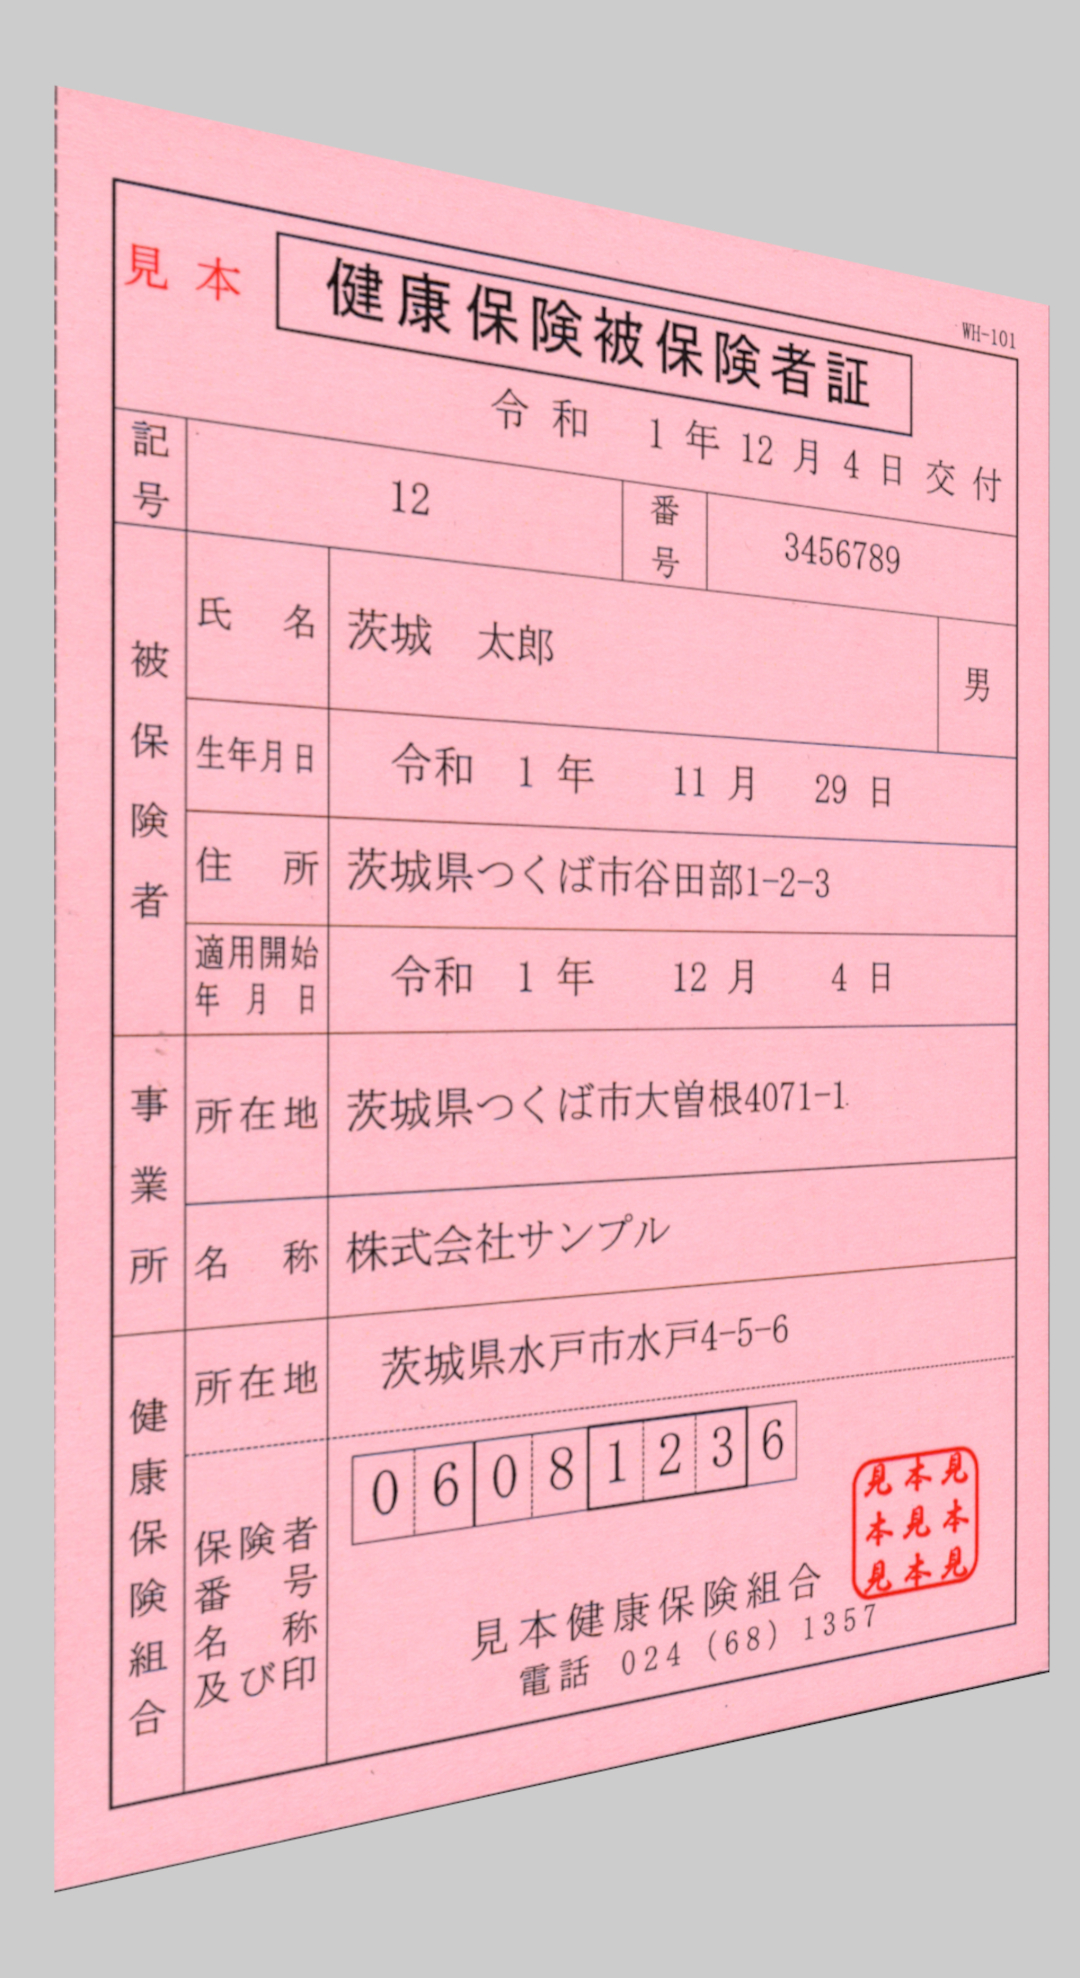 見本
健康保険被保険者証
WH-101
令和 1年12月4日交付
記号 12 番号 3456789
被保険者
氏名 茨城 太郎 男
生年月日 令和 1年 11月 29日
住所 茨城県つくば市谷田部1-2-3
適用開始年月日 令和 1年 12月 4日
事業所
所在地 茨城県つくば市大曽根4071-1
名称 株式会社サンプル
健康保険組合
所在地 茨城県水戸市水戸4-5-6
保険者番号名称及び印
06081236
見本見
本見本
見本見
見本健康保険組合
電話 024 (68) 1357